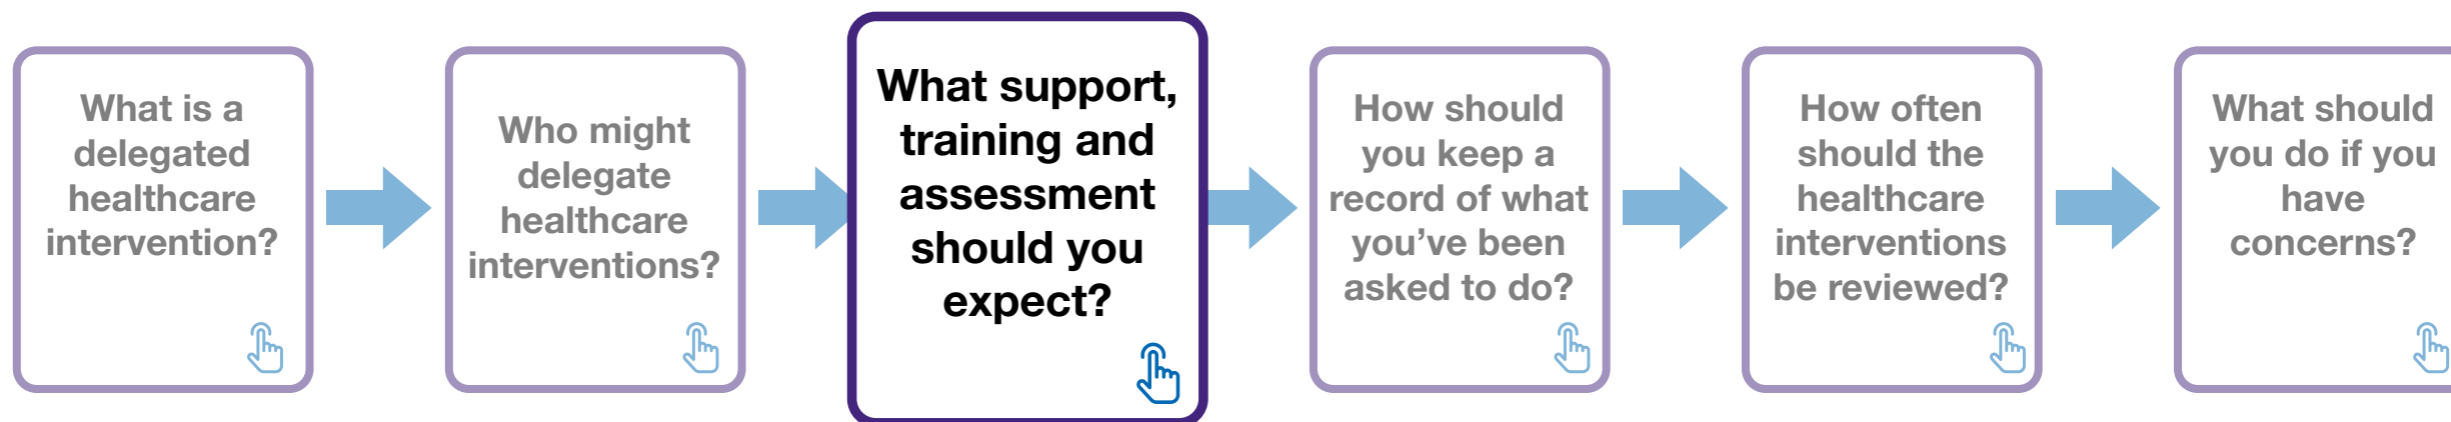 What is a
delegated
healthcare
intervention?
Who might
delegate
healthcare
interventions?
What support,
training and
assessment
should you
expect?
How should
you keep a
record of what
you’ve been
asked to do?
How often
should the
healthcare
interventions
be reviewed?
What should
you do if you
have
concerns?